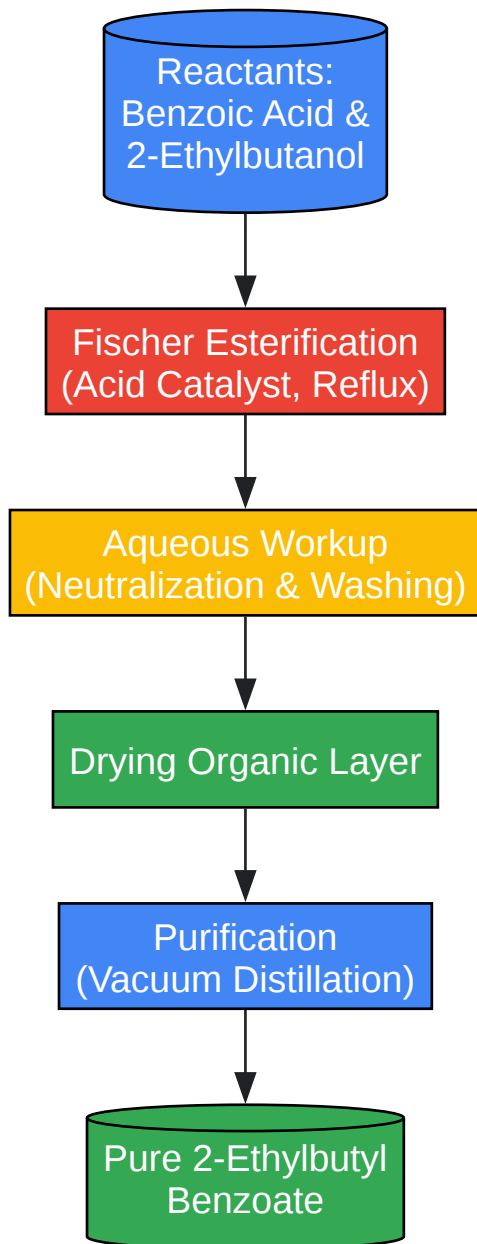 Reactants:
Benzoic Acid &
2-Ethylbutanol
Fischer Esterification
(Acid Catalyst, Reflux)
Aqueous Workup
(Neutralization & Washing)
Drying Organic Layer
Purification
(Vacuum Distillation)
Pure 2-Ethylbutyl
Benzoate